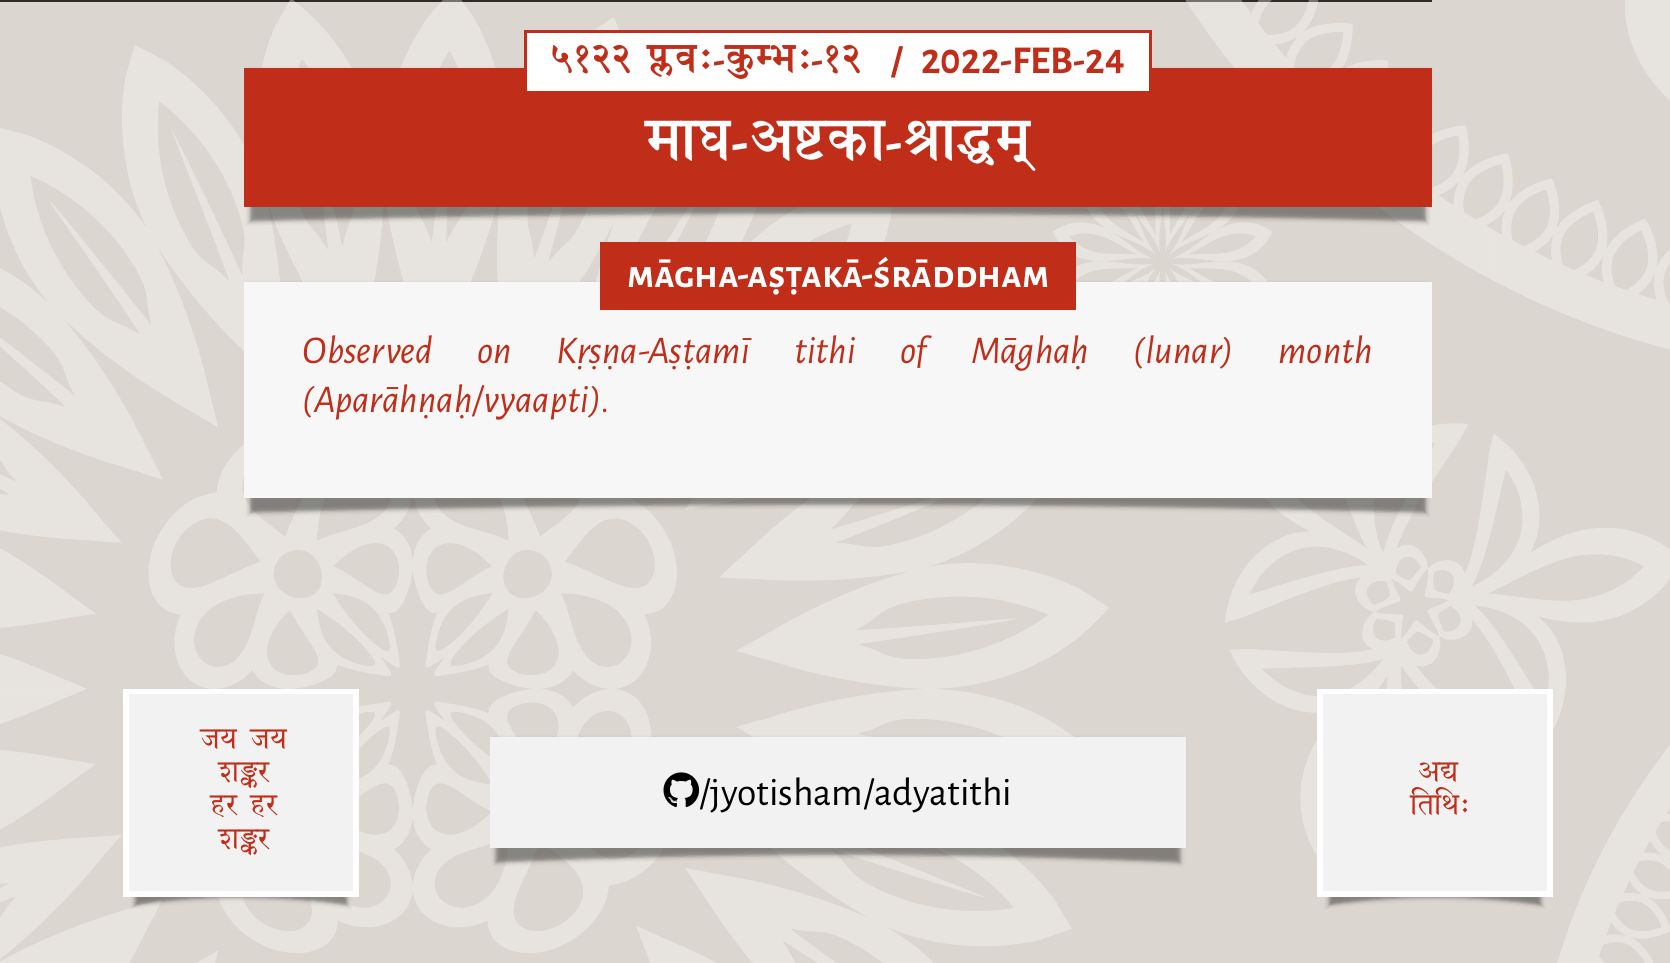 ५१२२ प्लवः-कुम्भः-१२ / 2022-FEB-24
माघ-अष्टका-श्राद्धम्
MĀGHA-AṢṬAKĀ-ŚRĀDDHAM
Observed on Kṛṣṇa-Aṣṭamī tithi of Māghaḥ (lunar) month
(Aparāhṇaḥ/vyaapti).
जय जय
शङ्कर
हर हर
शङ्कर
/jyotisham/adyatithi
अद्य
तिथिः